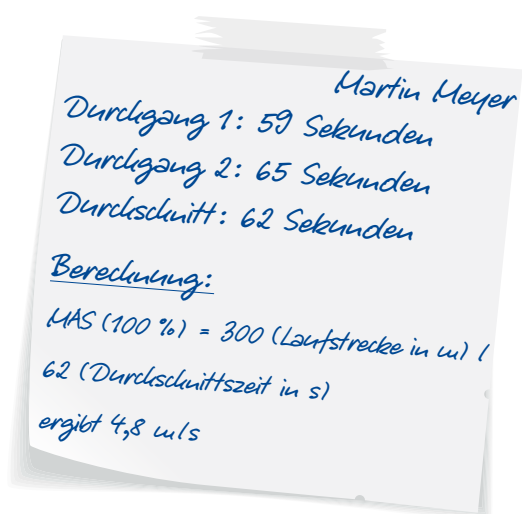 Martin Meyer
Durchgang 1: 59 Sekunden
Durchgang 2: 65 Sekunden
Durchschnitt: 62 Sekunden
Berechnung:
MAS (100 %) = 300 (Laufstrecke in m) /
62 (Durchschnittszeit in s)
ergibt 4,8 m/s